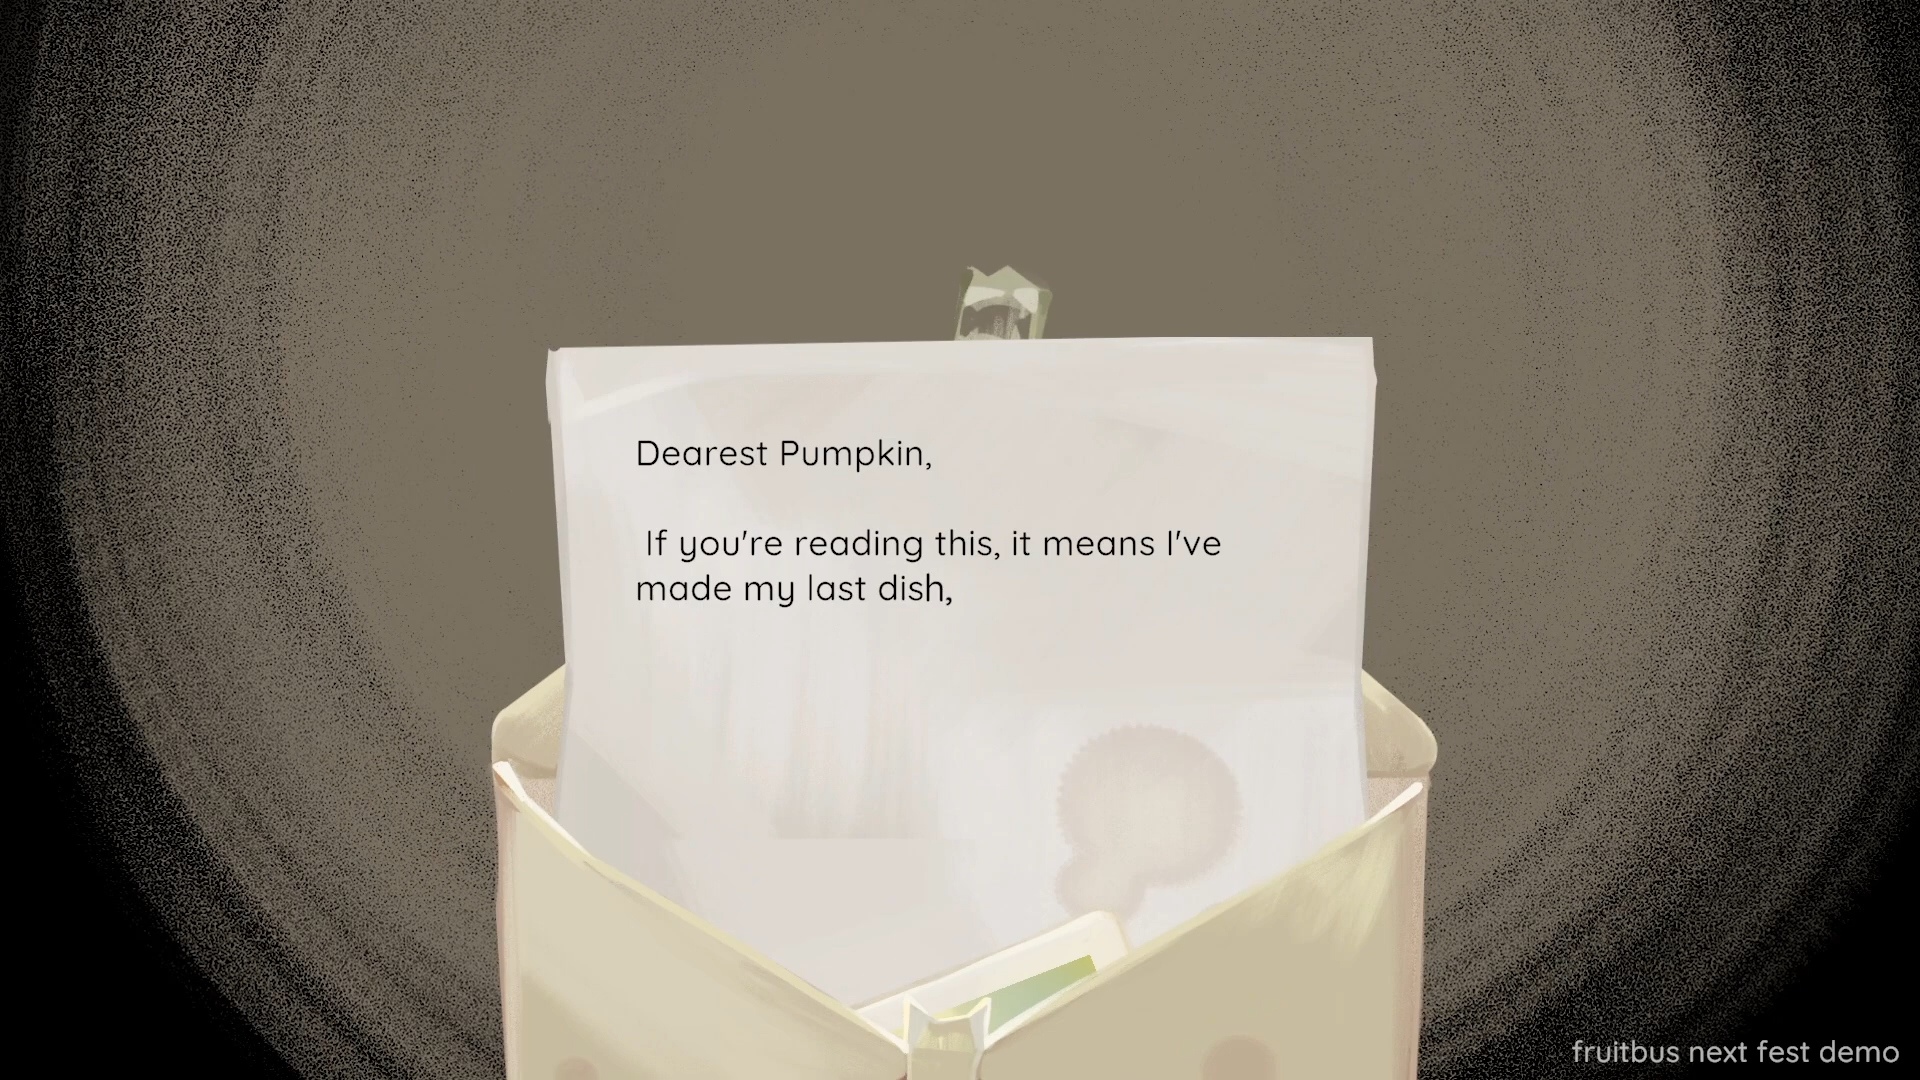 Dearest Pumpkin,
If you're reading this, it means I've
made my last dish,
fruitbus next fest demo